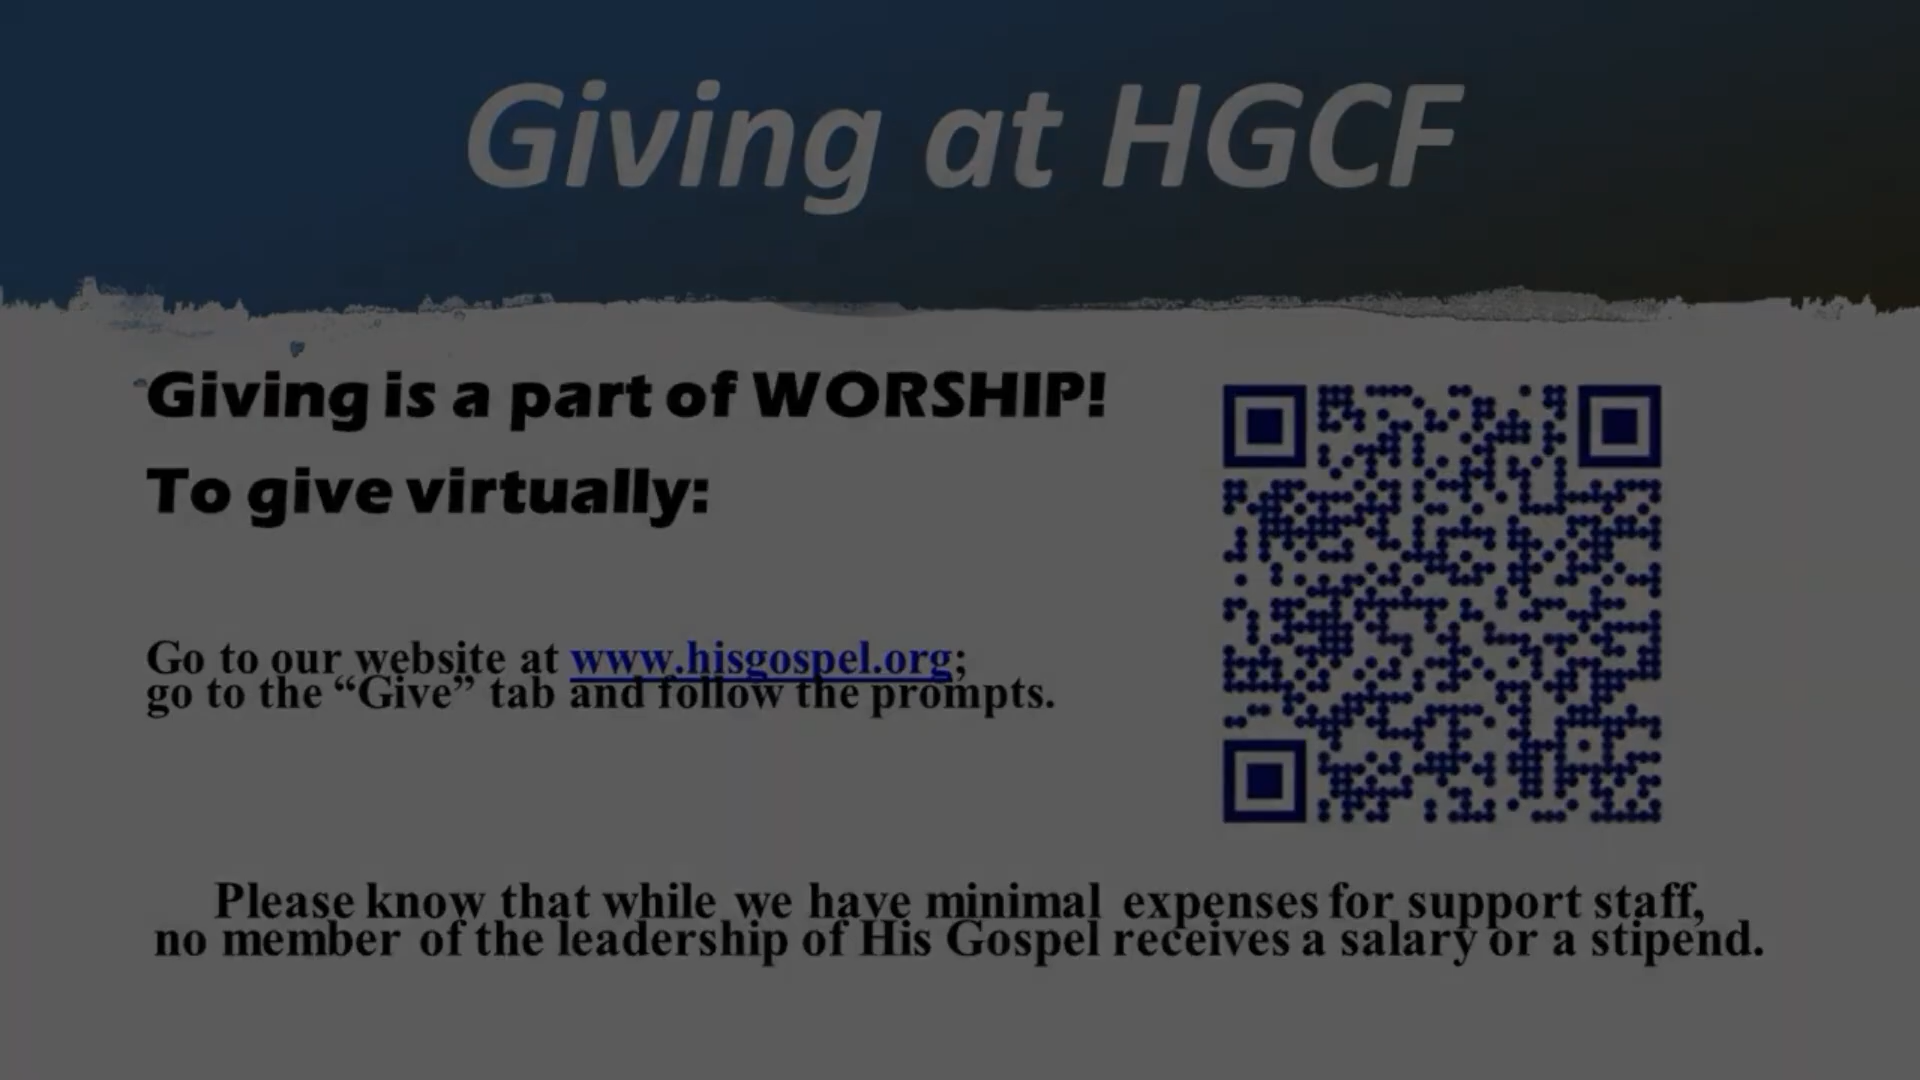 Giving at HGCF
Giving is a part of WORSHIP!
To give virtually:
Go to our website at www.hisgospel.org;
go to the “Give” tab and follow the prompts.
Please know that while we have minimal expenses for support staff,
no member of the leadership of His Gospel receives a salary or a stipend.